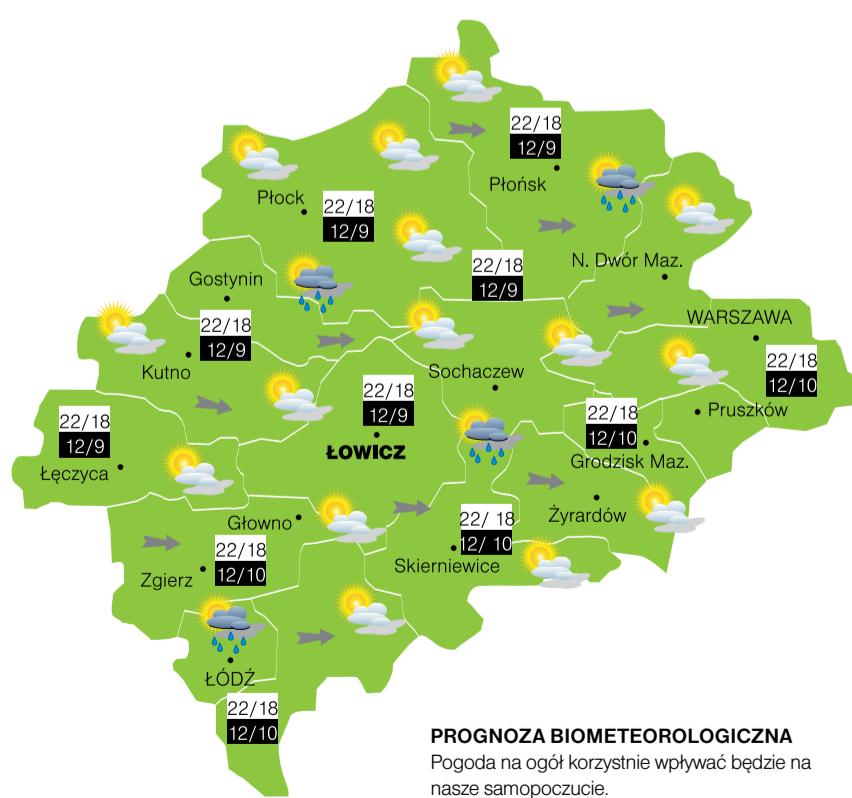 22/18
12/9
Płońsk
Płock
22/18
12/9
22/18
12/9
N. Dwór Maz.
Gostynin
22/18
12/9
Kutno
WARSZAWA
22/18
12/10
Sochaczew
22/18
12/9
ŁOWICZ
22/18
12/10
Pruszków
Grodzisk Maz.
22/18
12/9
Łęczyca
Głowno
Żyrardów
22/ 18
12/ 10
Skierniewice
22/18
12/10
Zgierz
ŁÓDŹ
22/18
12/10
PROGNOZA BIOMETEOROLOGICZNA
Pogoda na ogół korzystnie wpływać będzie na
nasze samopoczucie.